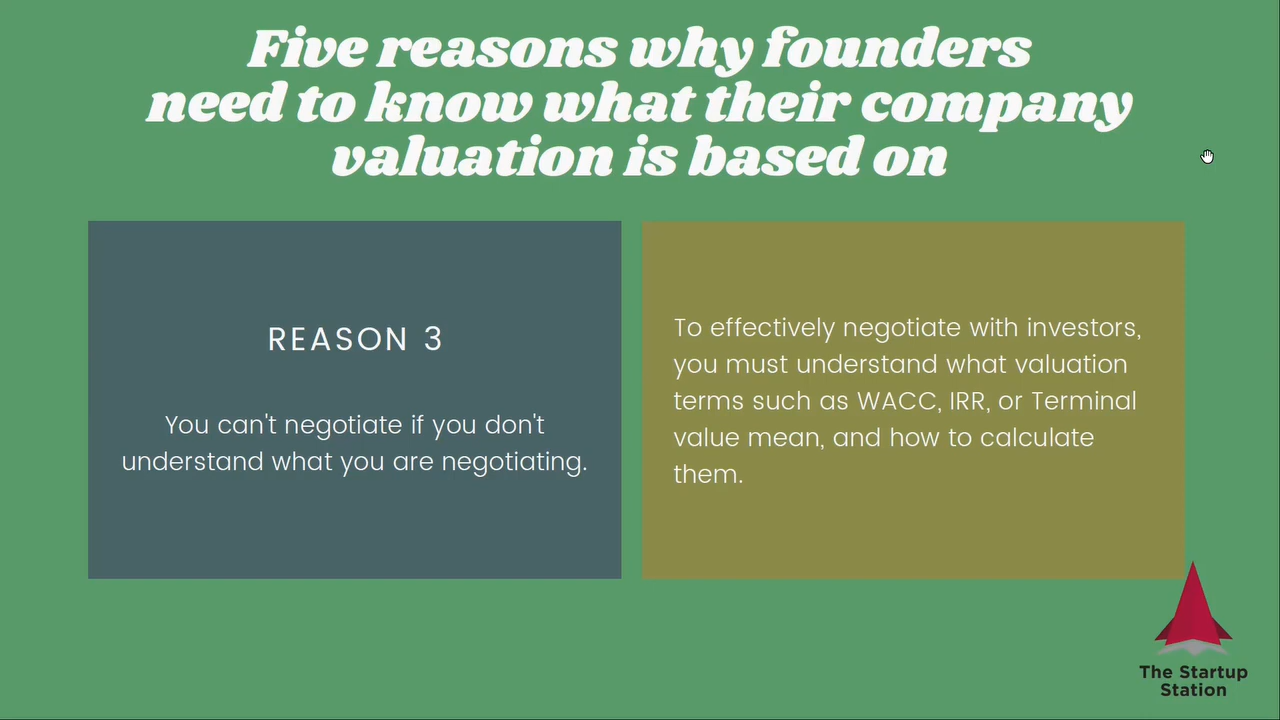 Five reasons why founders
need to know what their company
valuation is based on
REASON 3
You can't negotiate if you don't
understand what you are negotiating.
To effectively negotiate with investors,
you must understand what valuation
terms such as WACC, IRR, or Terminal
value mean, and how to calculate
them.
The Startup
Station